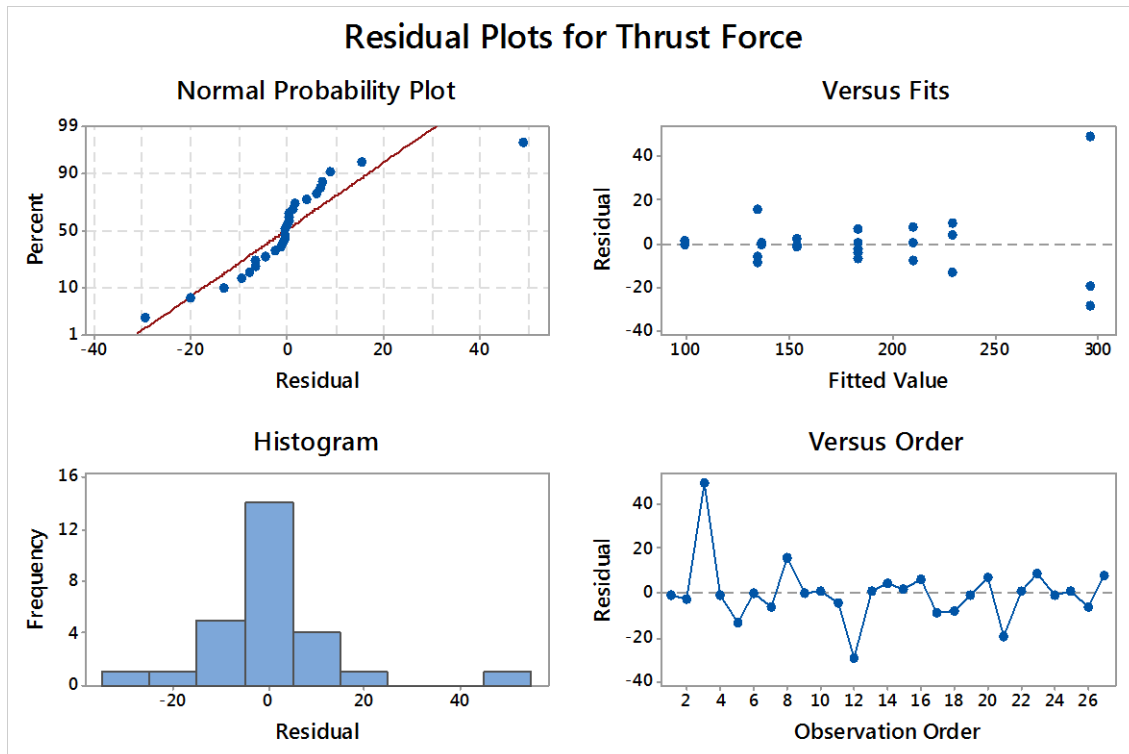 Residual Plots for Thrust Force
Normal Probability Plot
Percent
99
90
50
10
1
-40 -20 0 20 40
Residual
Versus Fits
Residual
40
20
0
-20
-40
100 150 200 250 300
Fitted Value
Histogram
Frequency
16
12
8
4
0
-20 0 20 40
Residual
Versus Order
Residual
40
20
0
-20
-40
2 4 6 8 10 12 14 16 18 20 22 24 26
Observation Order